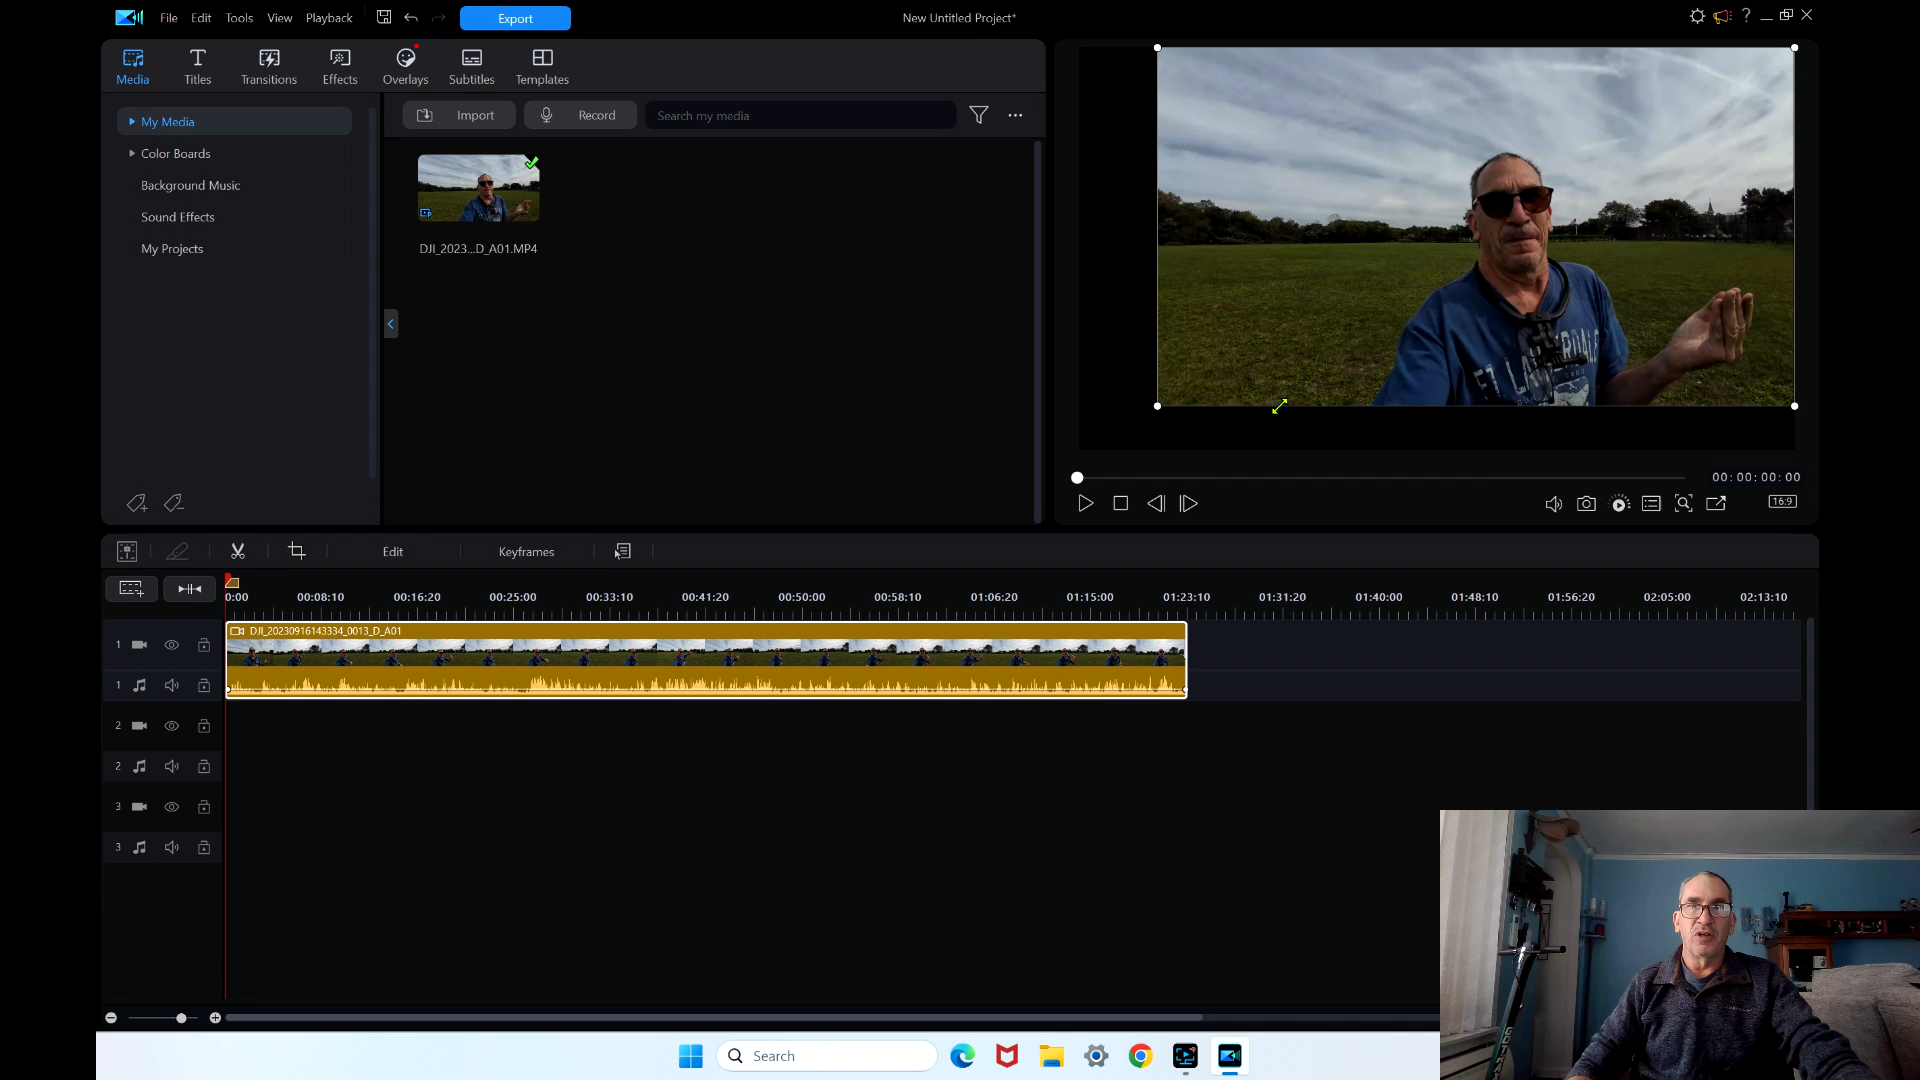 File Edit Tools View Playback Export New Untitled Project*
Media Titles Transitions Effects Overlays Subtitles Templates
My Media
Color Boards
Background Music
Sound Effects
My Projects
Import Record Search my media
DJI_2023...D_A01.MP4
00:00:00:00
16:9
Edit Keyframes
0:00 00:08:10 00:16:20 00:25:00 00:33:10 00:41:20 00:50:00 00:58:10 01:06:20 01:15:00 01:23:10 01:31:20 01:40:00 01:48:10 01:56:20 02:05:00 02:13:10
1 DJI_20230916143334_0013_D_A01
1
2
2
3
3
Search